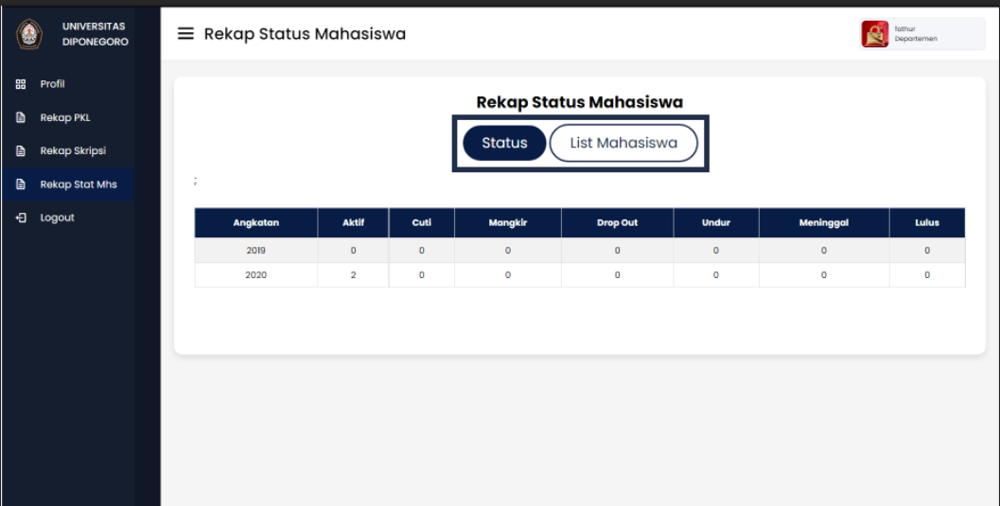 UNIVERSITAS
DIPONEGORO
Profil
Rekap PKL
Rekap Skripsi
Rekap Stat Mhs
Logout
Rekap Status Mahasiswa
fathur
Departemen
Rekap Status Mahasiswa
Status List Mahasiswa
;
Angkatan Aktif Cuti Mangkir Drop Out Undur Meninggal Lulus
2019 0 0 0 0 0 0 0
2020 2 0 0 0 0 0 0